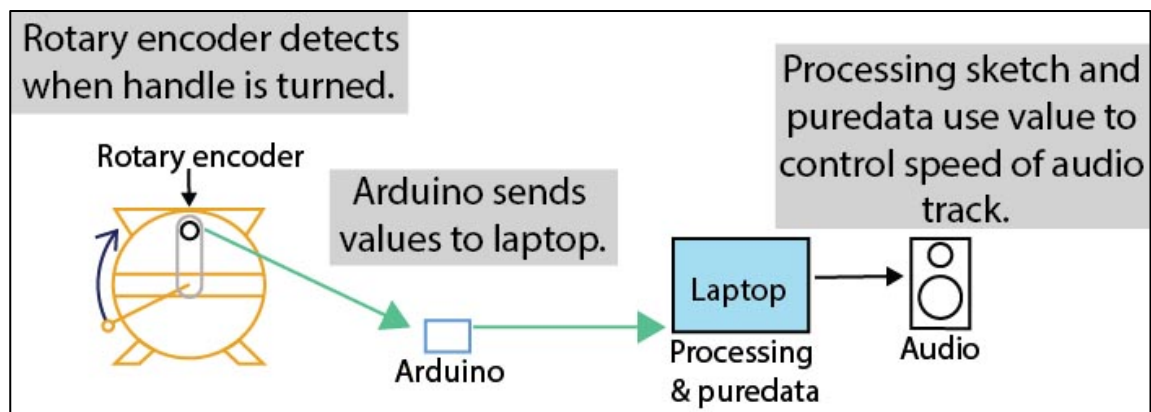 Rotary encoder detects
when handle is turned.
Rotary encoder
Arduino sends
values to laptop.
Arduino
Processing sketch and
puredata use value to
control speed of audio
track.
Laptop
Processing
& puredata
Audio